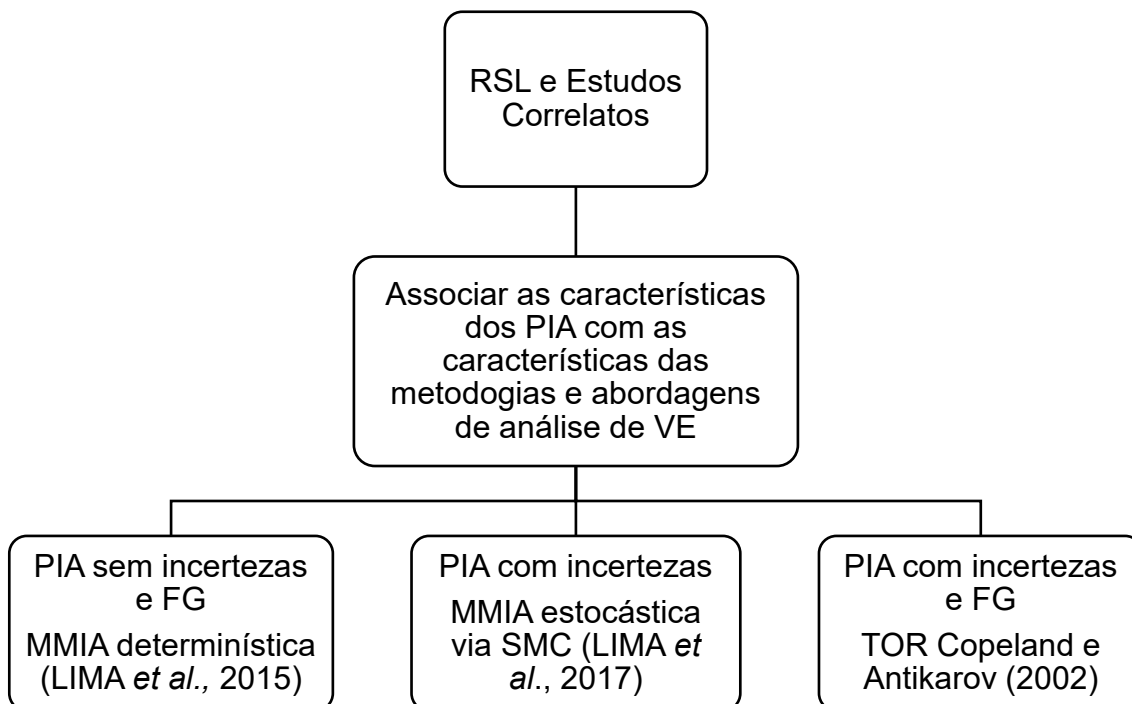 RSL e Estudos
Correlatos
Associar as características
dos PIA com as
características das
metodogias e abordagens
de análise de VE
PIA sem incertezas
e FG
MMIA determinística
(LIMA et al., 2015)
PIA com incertezas
MMIA estocástica
via SMC (LIMA et
al., 2017)
PIA com incertezas
e FG
TOR Copeland e
Antikarov (2002)